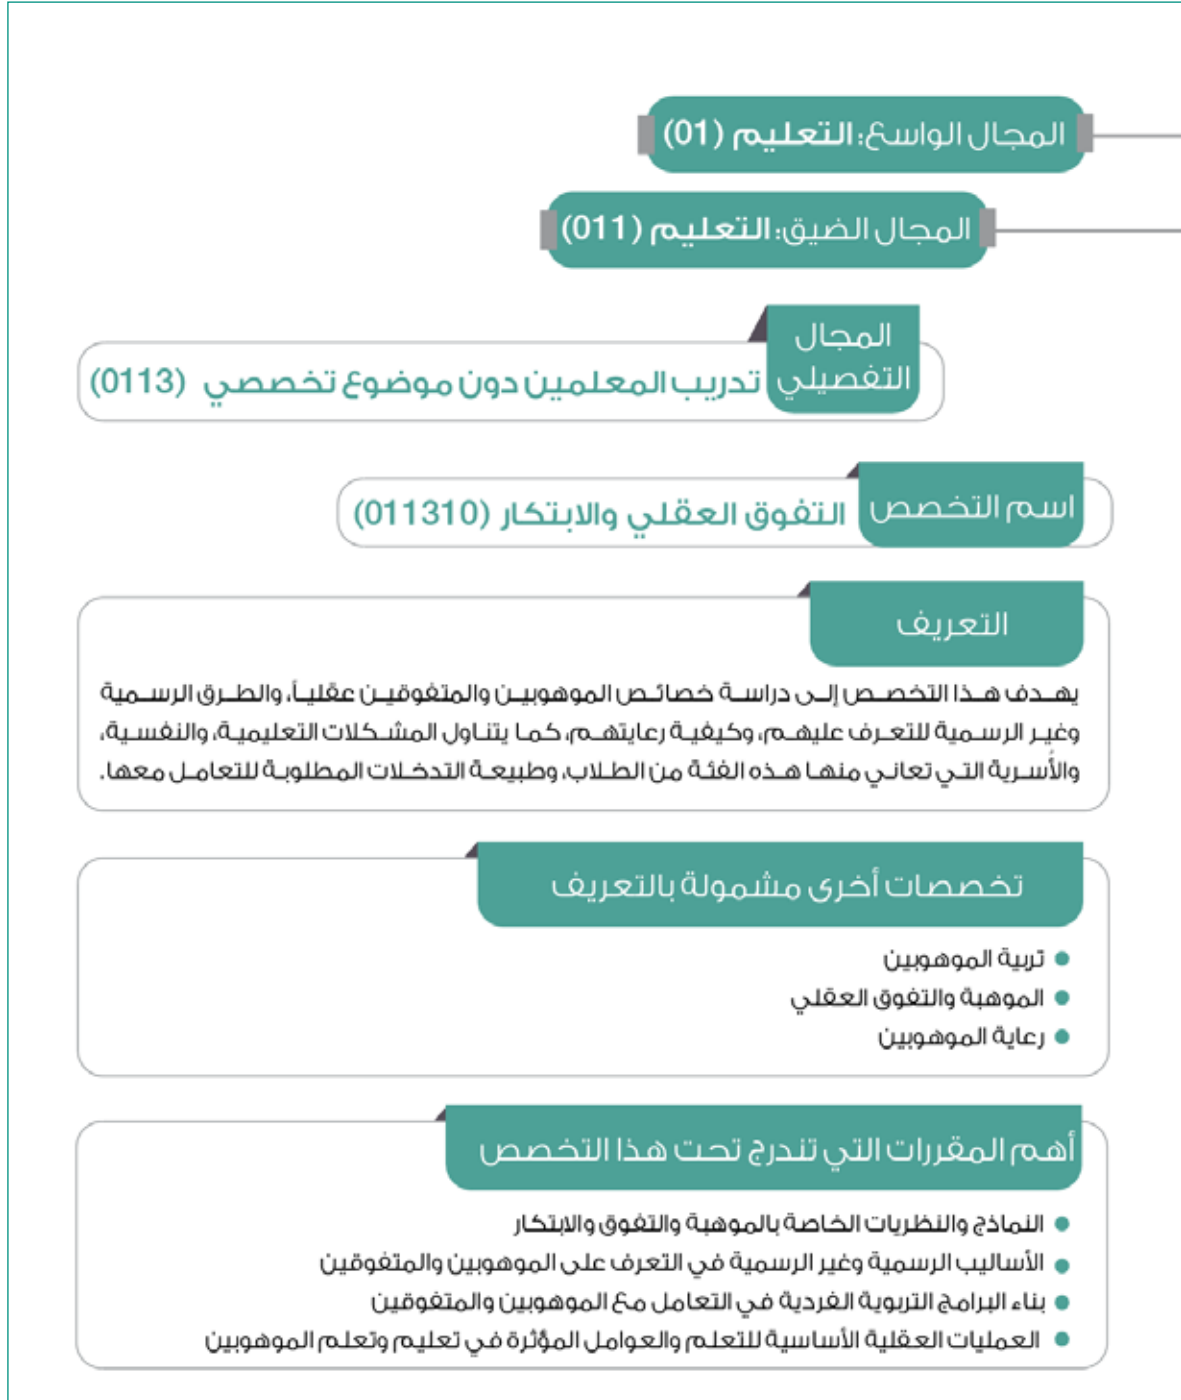 المجال الواسع: التعليم (01)
المجال الضيق: التعليم (011)
المجال
التفصيلي
تدريب المعلمين دون موضوع تخصصي (0113)
اسم التخصص
التفوق العقلي والابتكار (011310)
التعريف
يهدف هذا التخصص إلى دراسة خصائص الموهوبين والمتفوقين عقلياً، والطرق الرسمية
وغير الرسمية للتعرف عليهم، وكيفية رعايتهم، كما يتناول المشكلات التعليمية، والنفسية،
والأسرية التي تعاني منها هذه الفئة من الطلاب، وطبيعة التدخلات المطلوبة للتعامل معها.
تخصصات أخرى مشمولة بالتعريف
● تربية الموهوبين
● الموهبة والتفوق العقلي
● رعاية الموهوبين
أهم المقررات التي تندرج تحت هذا التخصص
● النماذج والنظريات الخاصة بالموهبة والتفوق والابتكار
● الأساليب الرسمية وغير الرسمية في التعرف على الموهوبين والمتفوقين
● بناء البرامج التربوية الفردية في التعامل مع الموهوبين والمتفوقين
● العمليات العقلية الأساسية للتعلم والعوامل المؤثرة في تعليم وتعلم الموهوبين